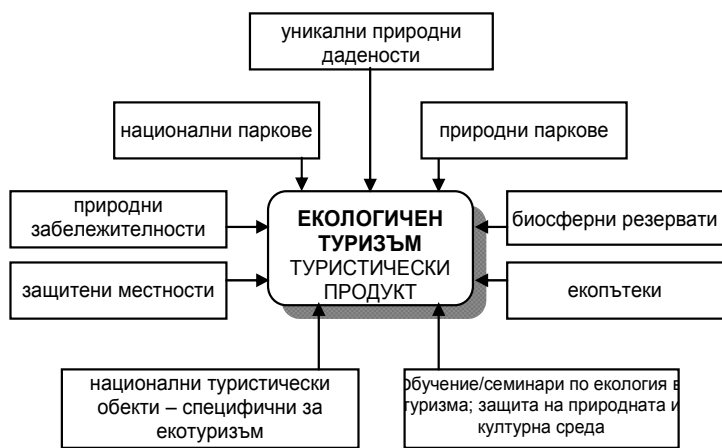 уникални природни
дадености
национални паркове
природни паркове
природни
забележителности
ЕКОЛОГИЧЕН
ТУРИЗЪМ
ТУРИСТИЧЕСКИ
ПРОДУКТ
биосферни резервати
защитени местности
екопътеки
национални туристически
обекти – специфични за
екотуризъм
обучение/семинари по екология в
туризма; защита на природната и
културна среда